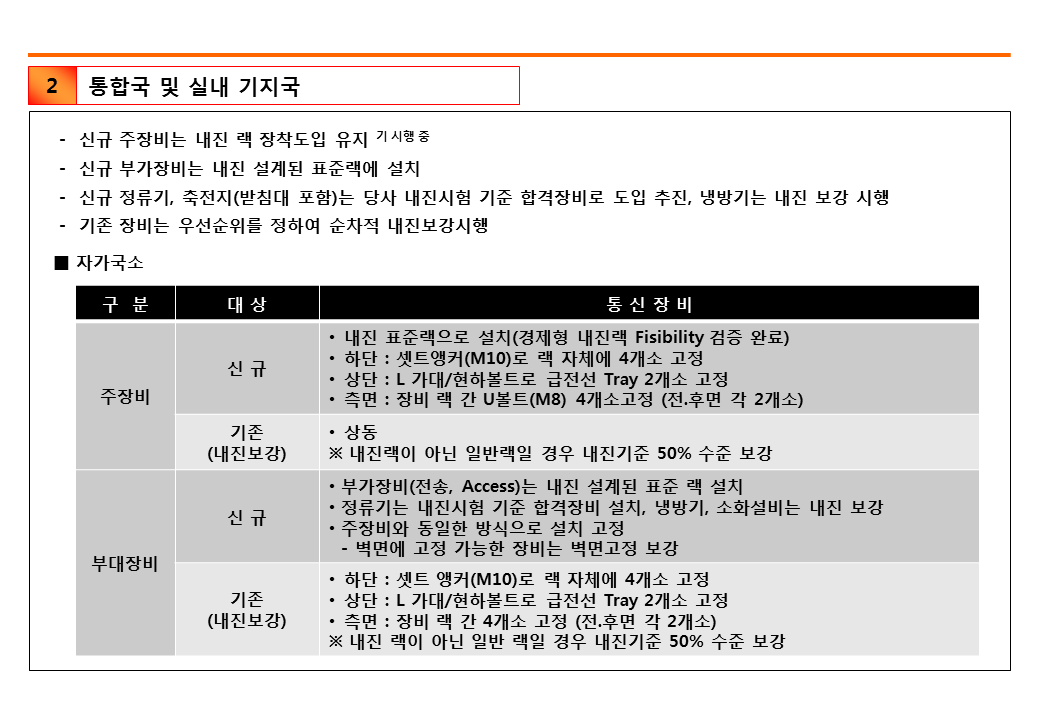 2
통합국 및 실내 기지국
- 신규 주장비는 내진 랙 장착도입 유지 기 시행 중
- 신규 부가장비는 내진 설계된 표준랙에 설치
- 신규 정류기, 축전지(받침대 포함)는 당사 내진시험 기준 합격장비로 도입 추진, 냉방기는 내진 보강 시행
- 기존 장비는 우선순위를 정하여 순차적 내진보강시행
■ 자가국소
구 분 대 상 통 신 장 비
주장비
신 규
• 내진 표준랙으로 설치(경제형 내진랙 Fisibility 검증 완료)
• 하단 : 셋트앵커(M10)로 랙 자체에 4개소 고정
• 상단 : L 가대/현하볼트로 급전선 Tray 2개소 고정
• 측면 : 장비 랙 간 U볼트(M8) 4개소고정 (전.후면 각 2개소)
기존
(내진보강)
• 상동
※ 내진랙이 아닌 일반랙일 경우 내진기준 50% 수준 보강
부대장비
신 규
• 부가장비(전송, Access)는 내진 설계된 표준 랙 설치
• 정류기는 내진시험 기준 합격장비 설치, 냉방기, 소화설비는 내진 보강
• 주장비와 동일한 방식으로 설치 고정
- 벽면에 고정 가능한 장비는 벽면고정 보강
기존
(내진보강)
• 하단 : 셋트 앵커(M10)로 랙 자체에 4개소 고정
• 상단 : L 가대/현하볼트로 급전선 Tray 2개소 고정
• 측면 : 장비 랙 간 4개소 고정 (전.후면 각 2개소)
※ 내진 랙이 아닌 일반 랙일 경우 내진기준 50% 수준 보강